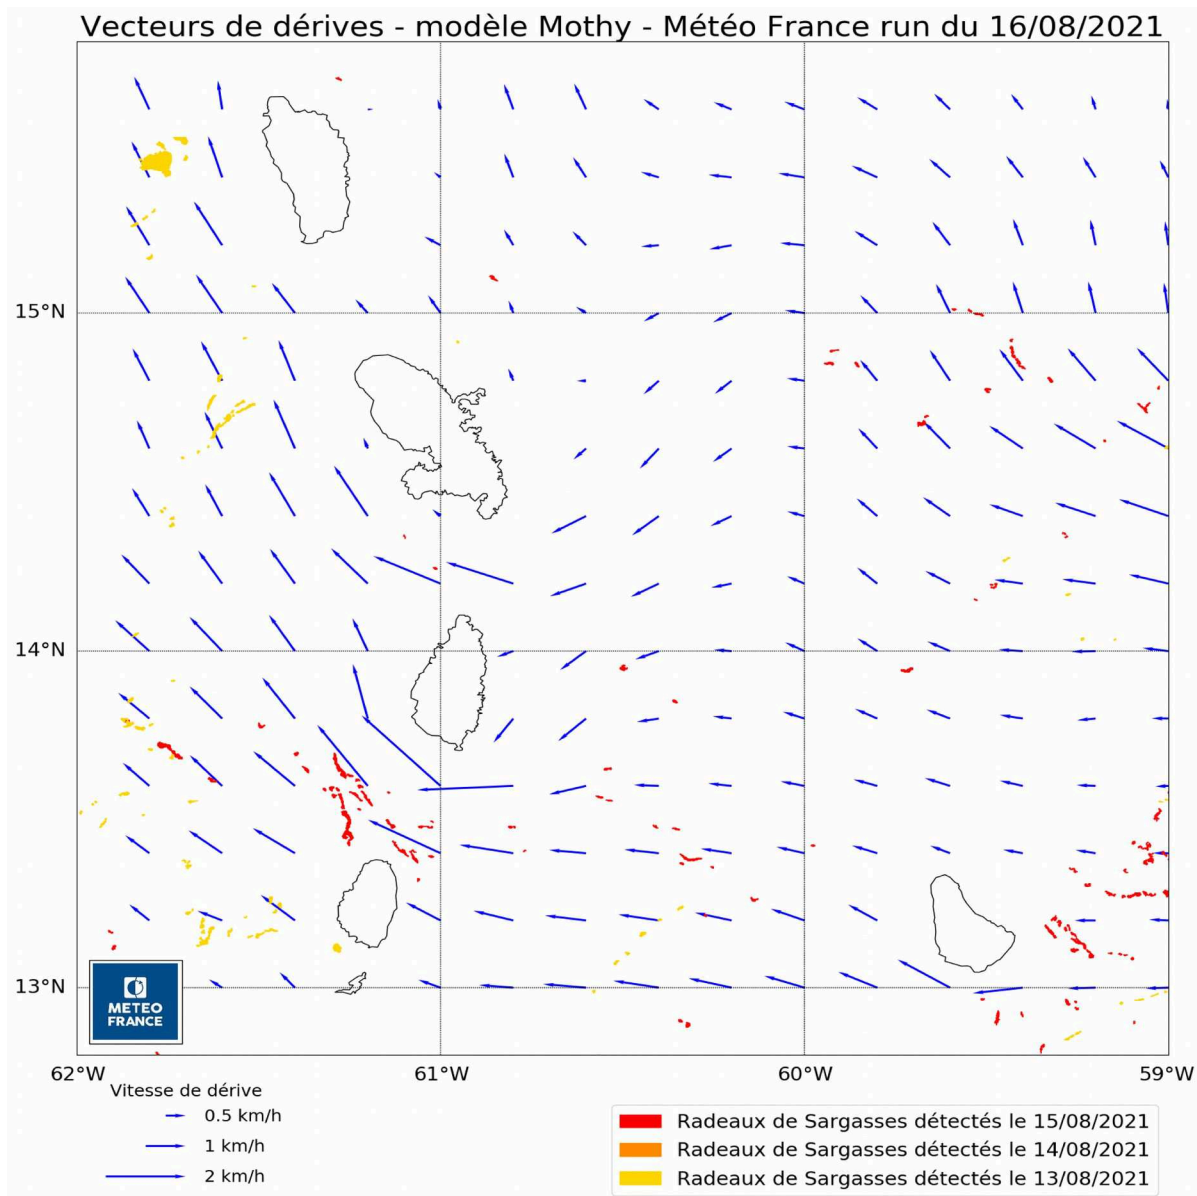 Vecteurs de dérives - modèle Mothy - Météo France run du 16/08/2021
15°N
14°N
13°N
METEO
FRANCE
62°W
61°W
60°W
59°W
Vitesse de dérive
0.5 km/h
1 km/h
2 km/h
Radeaux de Sargasses détectés le 15/08/2021
Radeaux de Sargasses détectés le 14/08/2021
Radeaux de Sargasses détectés le 13/08/2021